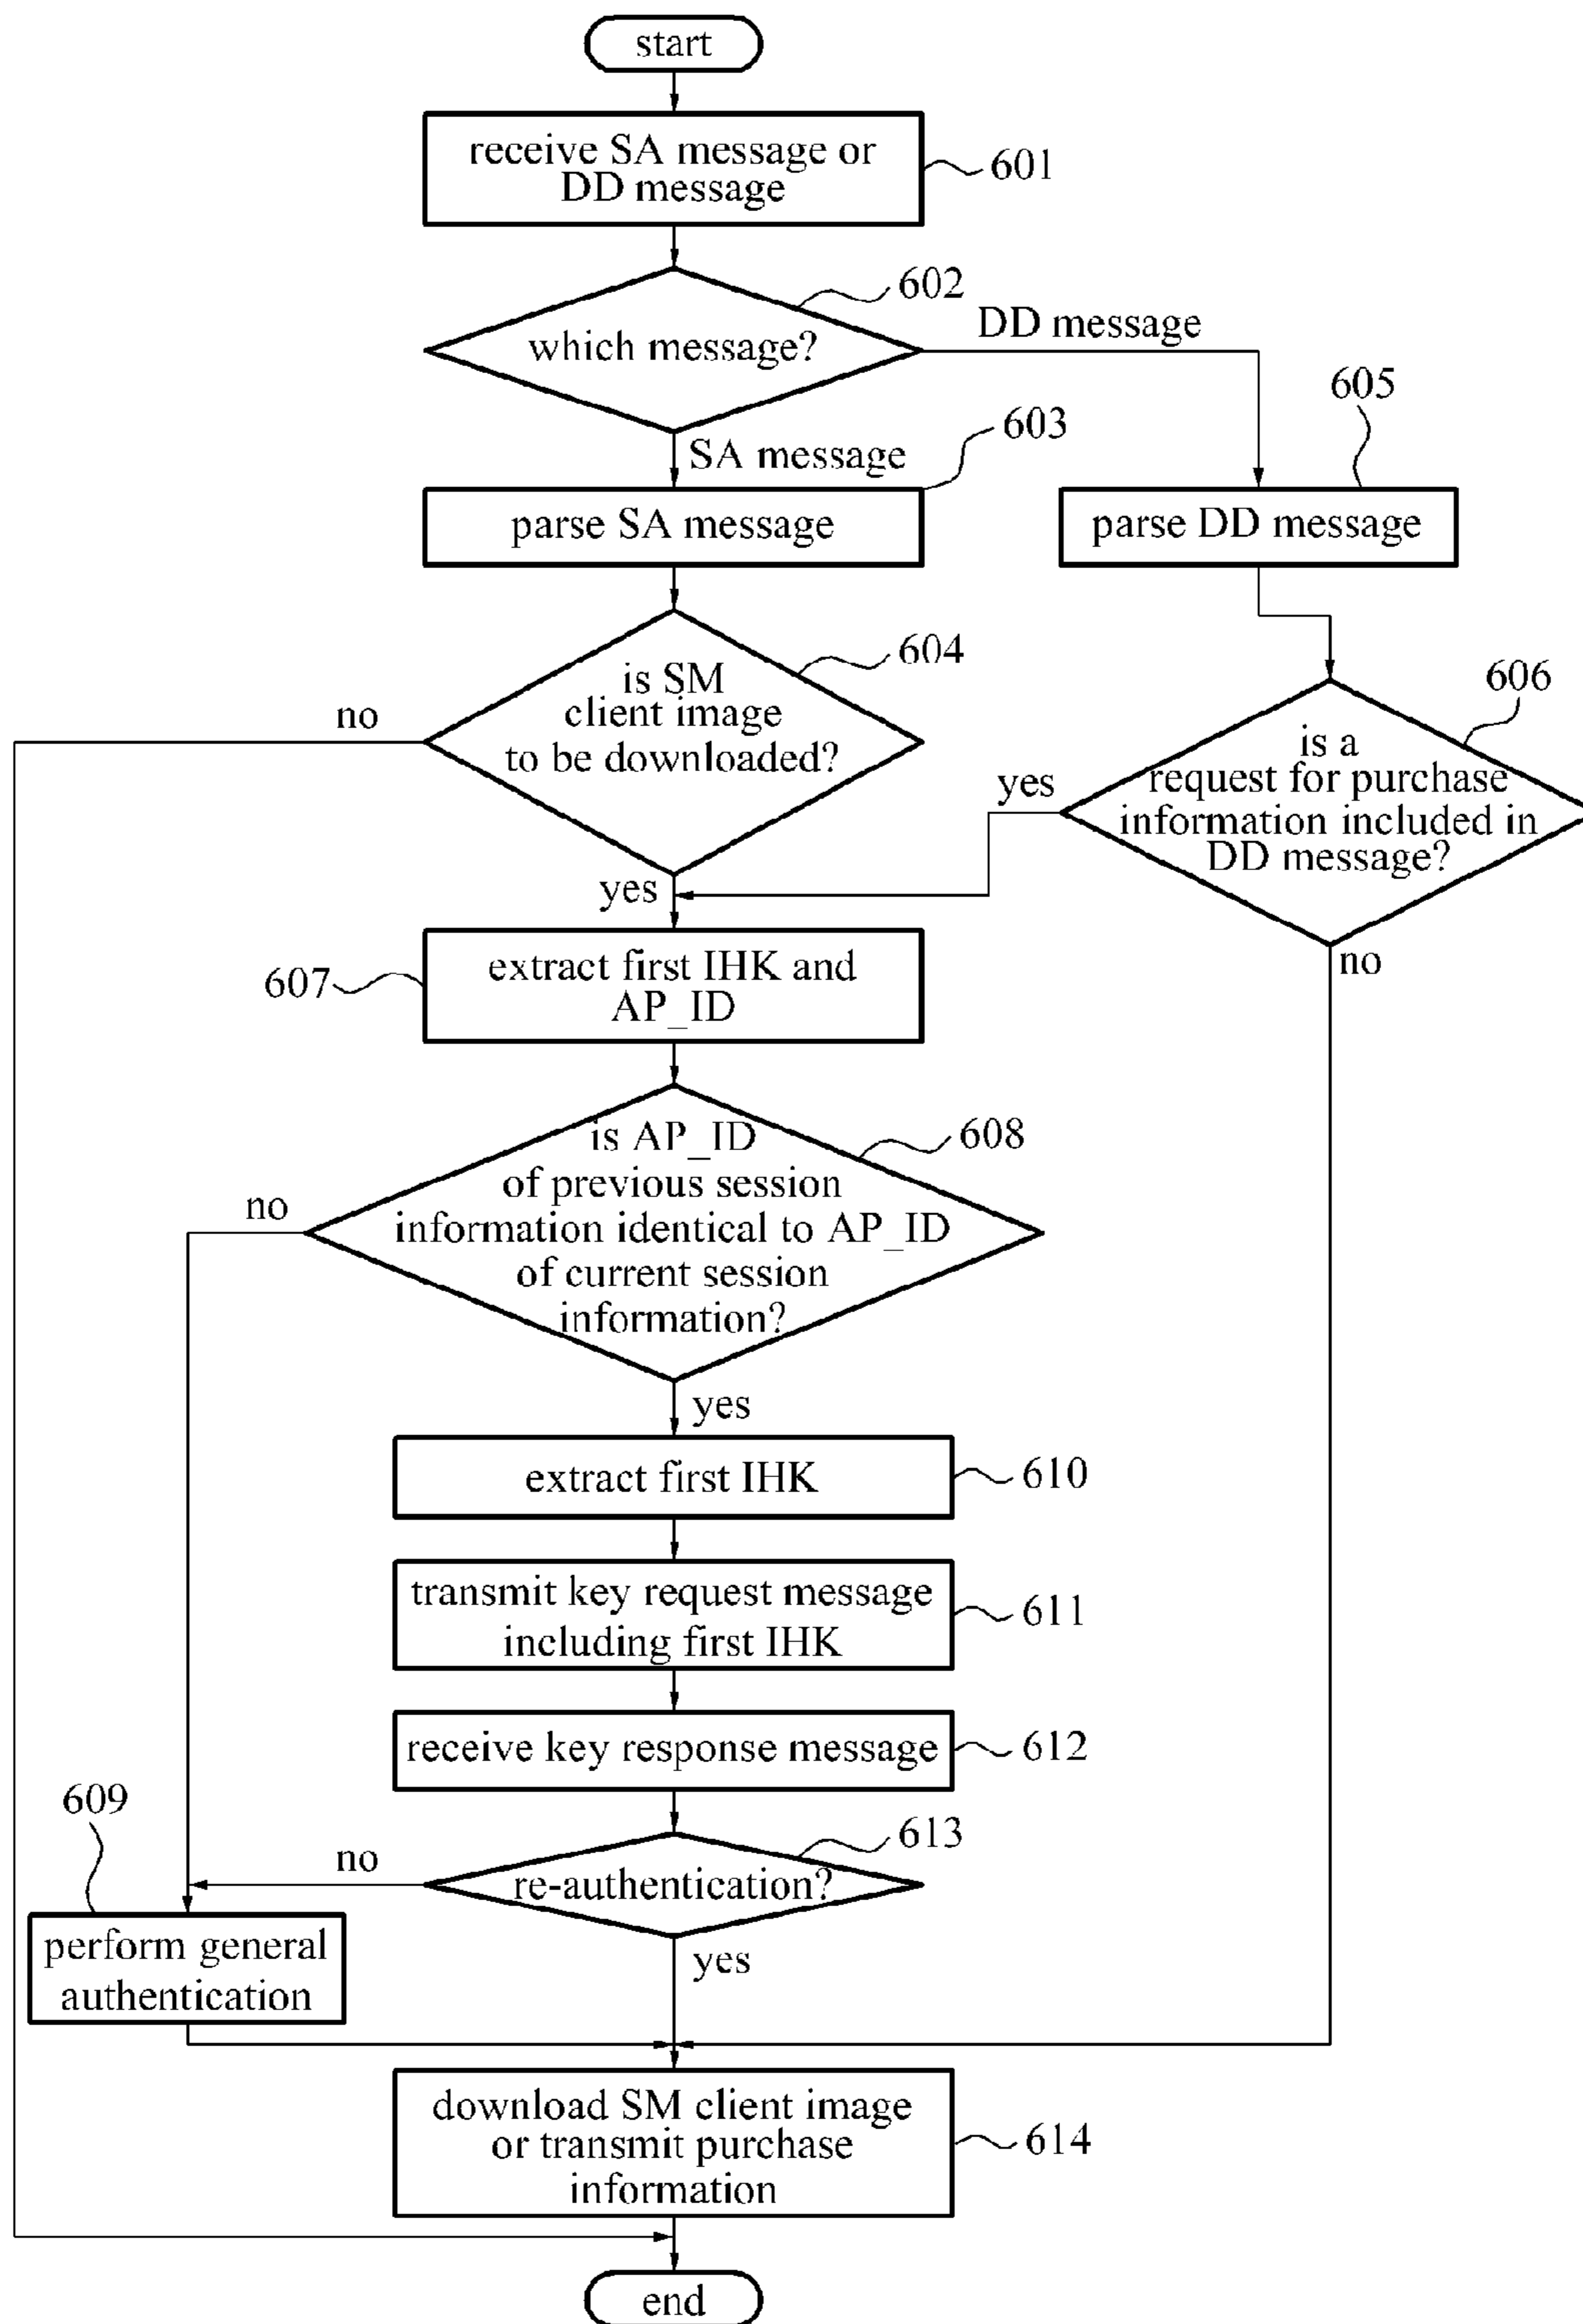 start
receive SA message or
DD message
601
602
which message?
DD message
SA message
603
605
parse SA message
parse DD message
604
is SM
client image
to be downloaded?
no
yes
606
is a
request for purchase
information included in
DD message?
yes
no
607
extract first IHK and
AP_ID
608
is AP_ID
of previous session
information identical to AP_ID
of current session
information?
no
yes
extract first IHK
610
transmit key request message
including first IHK
611
receive key response message
612
609
613
re-authentication?
no
yes
perform general
authentication
download SM client image
or transmit purchase
information
614
end